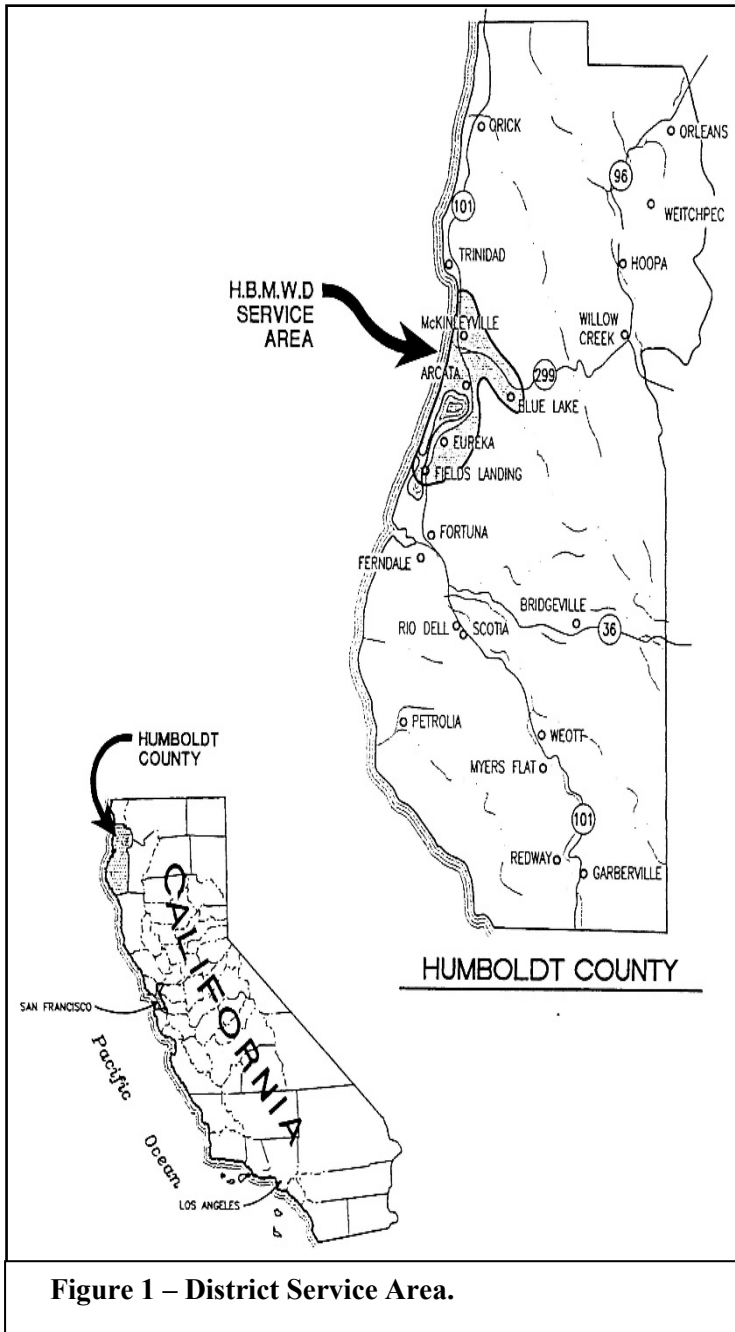 ORICK
ORLEANS
96
WEITCHPEC
101
TRINIDAD
HOOPA
H.B.M.W.D
SERVICE
AREA
McKINLEYVILLE
WILLOW
CREEK
299
ARCATA
BLUE LAKE
EUREKA
FIELDS LANDING
FORTUNA
FERNDALE
BRIDGEVILLE
36
RIO DELL
SCOTIA
PETROLIA
WEOTT
MYERS FLAT
101
REDWAY
GARBERVILLE
HUMBOLDT COUNTY
HUMBOLDT
COUNTY
CALIFORNIA
SAN FRANCISCO
Pacific
Ocean
LOS ANGELES
Figure 1 – District Service Area.